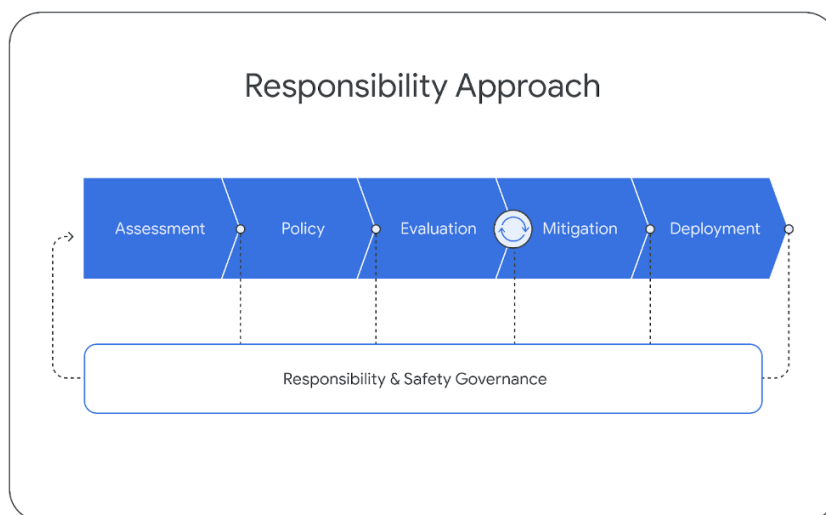 Responsibility Approach
Assessment
Policy
Evaluation
Mitigation
Deployment
Responsibility & Safety Governance